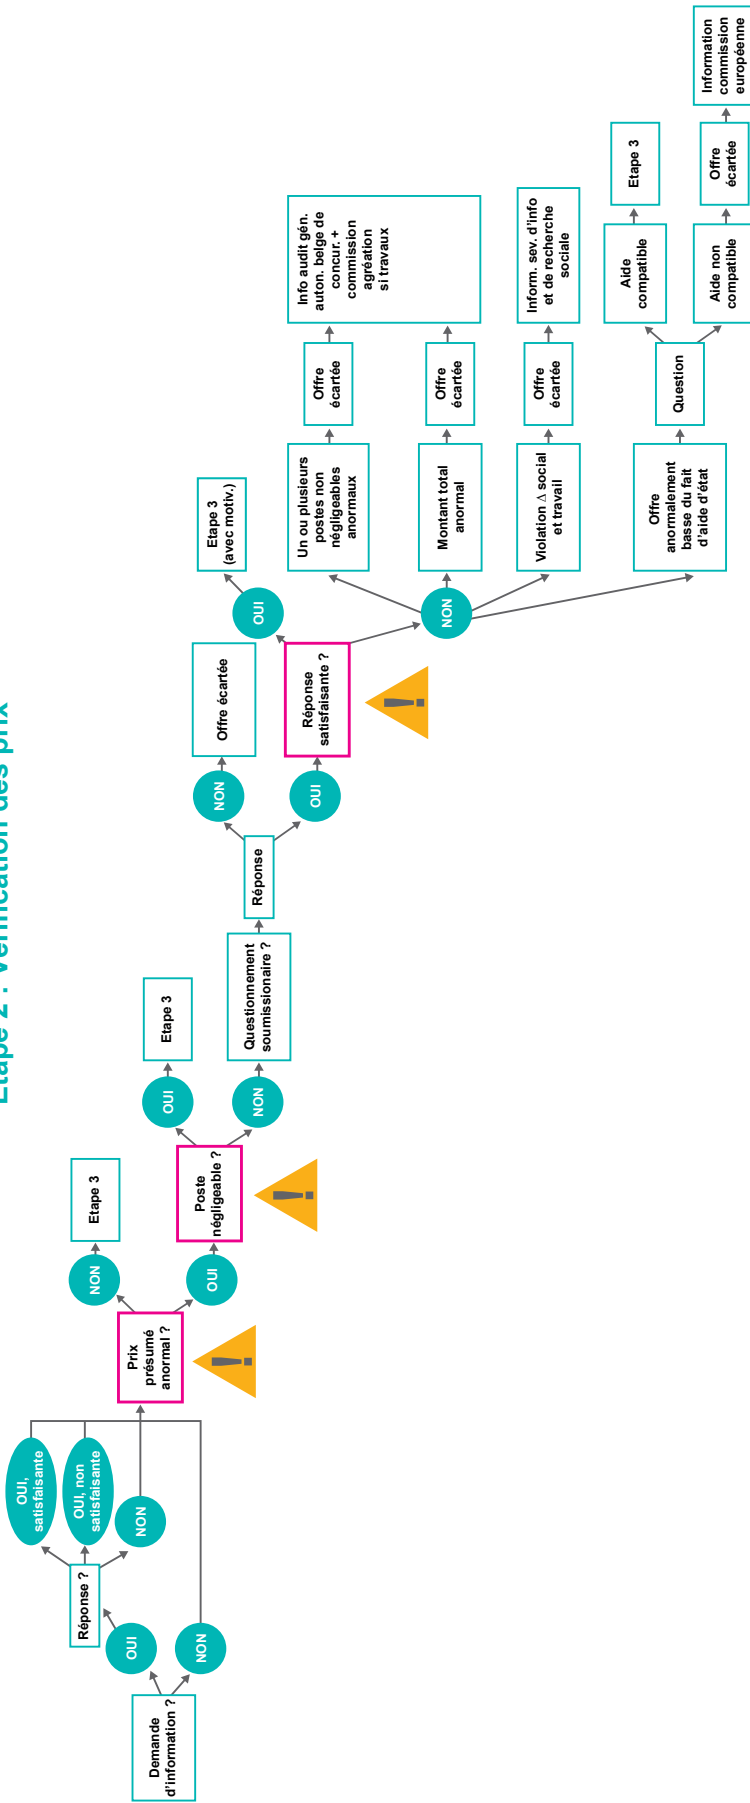 Etape 2 : Vérification des prix
Demande
d'information ?
OUI
NON
Réponse ?
OUI,
satisfaisante
OUI, non
satisfaisante
NON
Prix
présumé
anormal ?
NON
OUI
Etape 3
Poste
négligeable ?
OUI
NON
Etape 3
Questionnement
soumissionaire ?
Réponse
NON
OUI
Offre écartée
Réponse
satisfaisante ?
OUI
NON
Etape 3
(avec motiv.)
Un ou plusieurs
postes non
négligeables
anormaux
Offre
écartée
Montant total
anormal
Offre
écartée
Info audit gén.
auton. belge de
concur. +
commission
agréation
si travaux
Violation Δ social
et travail
Offre
écartée
Inform. sev. d'info
et de recherche
sociale
Offre
anormalement
basse du fait
d'aide d'état
Question
Aide
compatible
Etape 3
Aide non
compatible
Offre
écartée
Information
commission
européenne